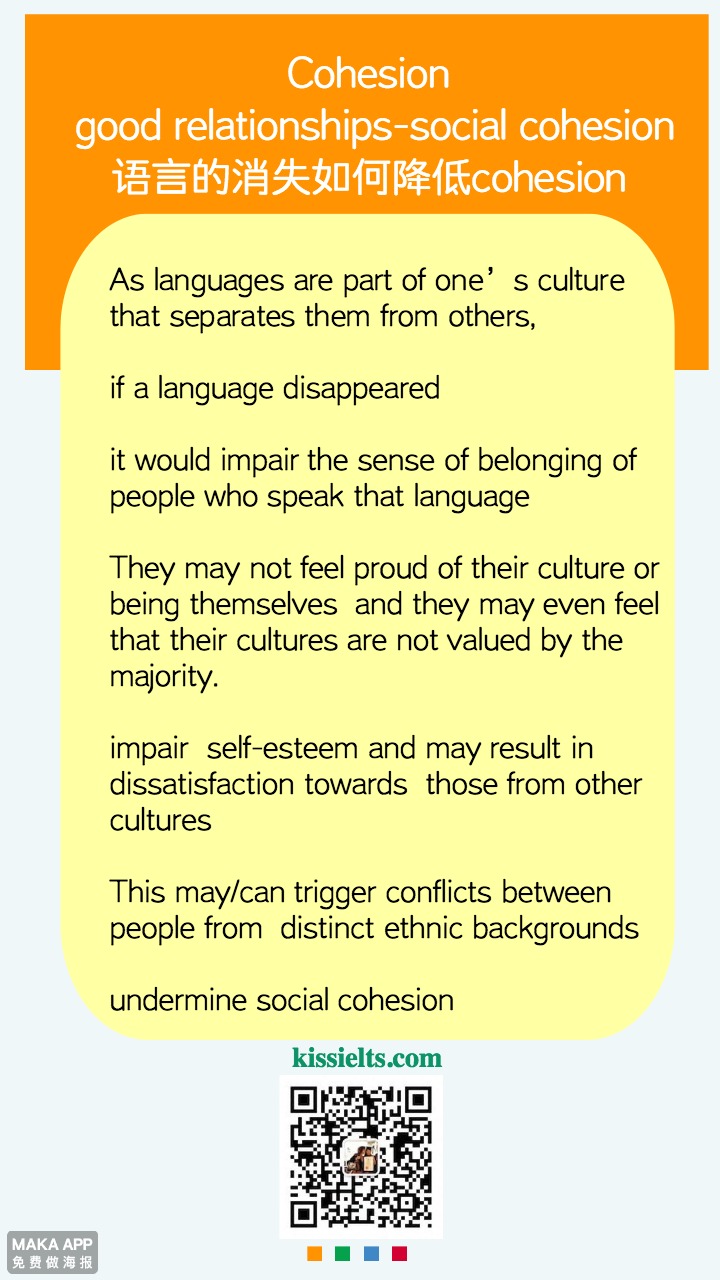 Cohesion
good relationships-social cohesion
语言的消失如何降低cohesion
As languages are part of one’s culture
that separates them from others,
if a language disappeared
it would impair the sense of belonging of
people who speak that language
They may not feel proud of their culture or
being themselves and they may even feel
that their cultures are not valued by the
majority.
impair self-esteem and may result in
dissatisfaction towards those from other
cultures
This may/can trigger conflicts between
people from distinct ethnic backgrounds
undermine social cohesion
kissielts.com
MAKA APP
免费做海报